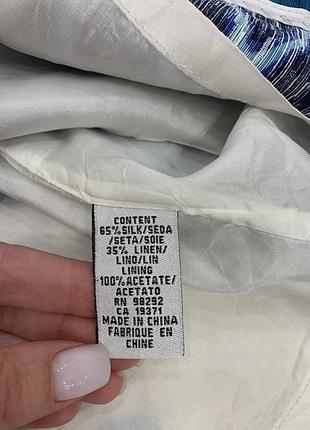 CONTENT
65%SILK/SEDA
/SETA/SOIE
35% LINEN/
LINO/LIN
LINING
100%ACETATE/
ACETATO
RN 98292
CA 19371
MADE IN CHINA
FABRIQUE EN
CHINE